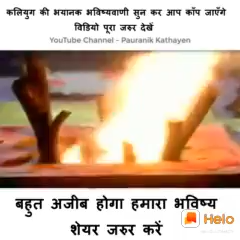 कलियुग की भयानक भविष्यवाणी सुन कर आप काँप जाएँगे
विडियो पूरा जरुर देखें
YouTube Channel - Pauranik Kathayen
Helo
बहुत अजीब होगा हमारा भविष्य
शेयर जरुर करें